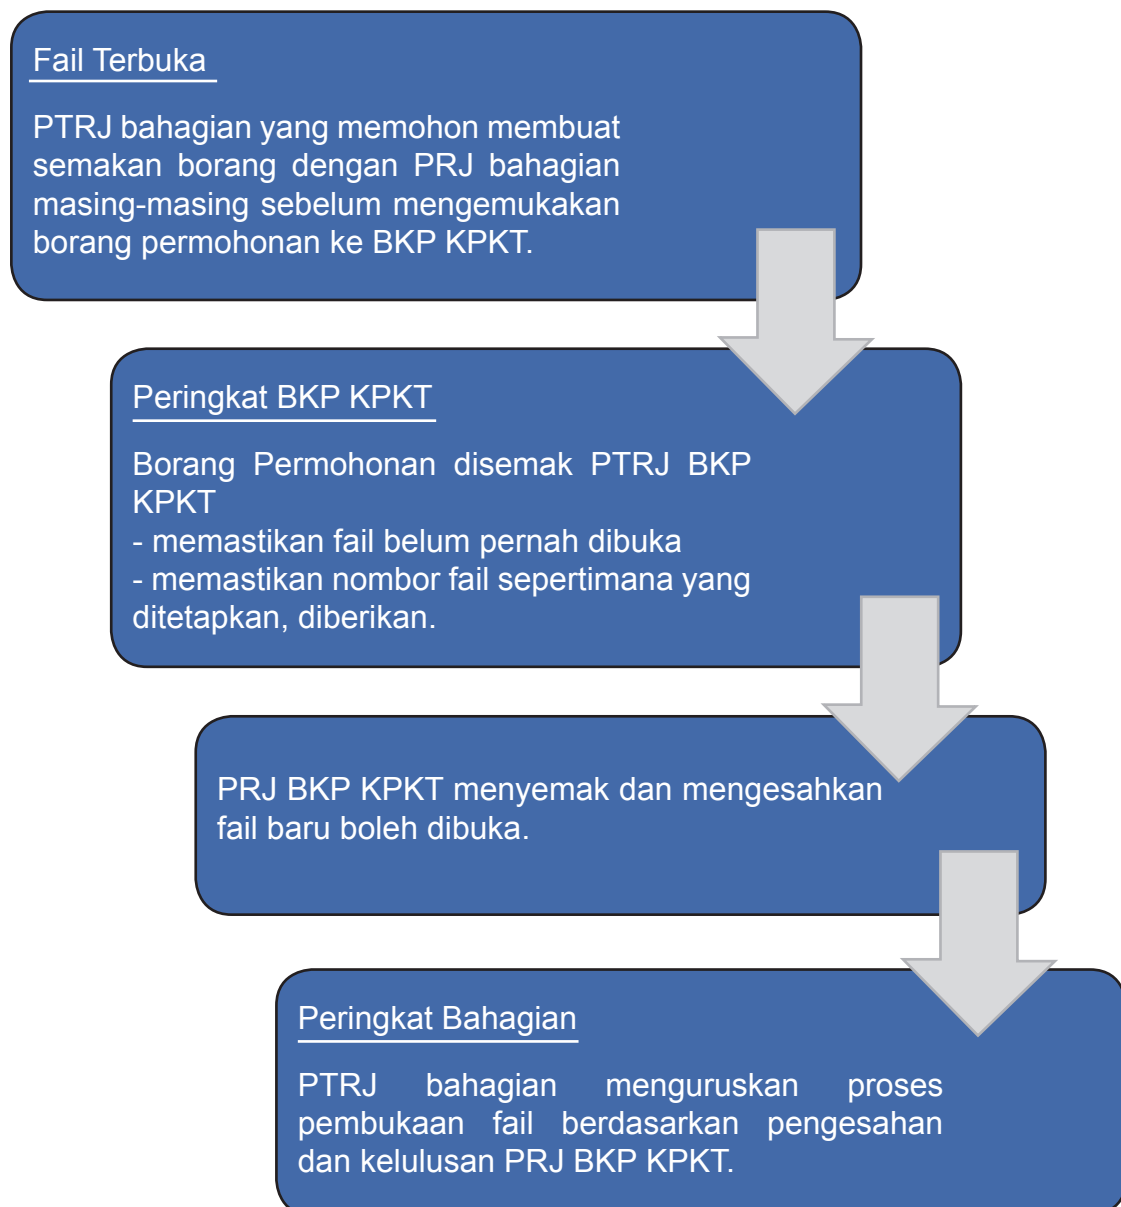 Fail Terbuka
PTRJ bahagian yang memohon membuat
semakan borang dengan PRJ bahagian
masing-masing sebelum mengemukakan
borang permohonan ke BKP KPKT.
Peringkat BKP KPKT
Borang Permohonan disemak PTRJ BKP
KPKT
- memastikan fail belum pernah dibuka
- memastikan nombor fail sepertimana yang
ditetapkan, diberikan.
PRJ BKP KPKT menyemak dan mengesahkan
fail baru boleh dibuka.
Peringkat Bahagian
PTRJ bahagian menguruskan proses
pembukaan fail berdasarkan pengesahan
dan kelulusan PRJ BKP KPKT.